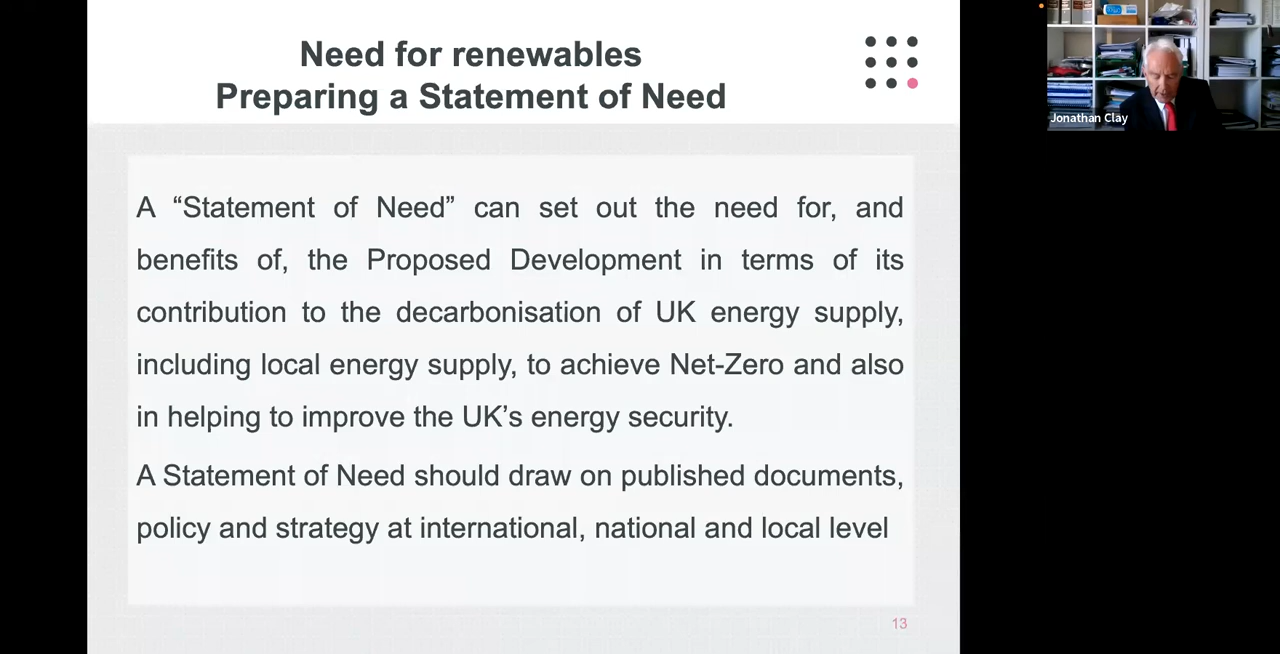 Need for renewables
Preparing a Statement of Need
A “Statement of Need” can set out the need for, and
benefits of, the Proposed Development in terms of its
contribution to the decarbonisation of UK energy supply,
including local energy supply, to achieve Net-Zero and also
in helping to improve the UK’s energy security.
A Statement of Need should draw on published documents,
policy and strategy at international, national and local level
13
Jonathan Clay